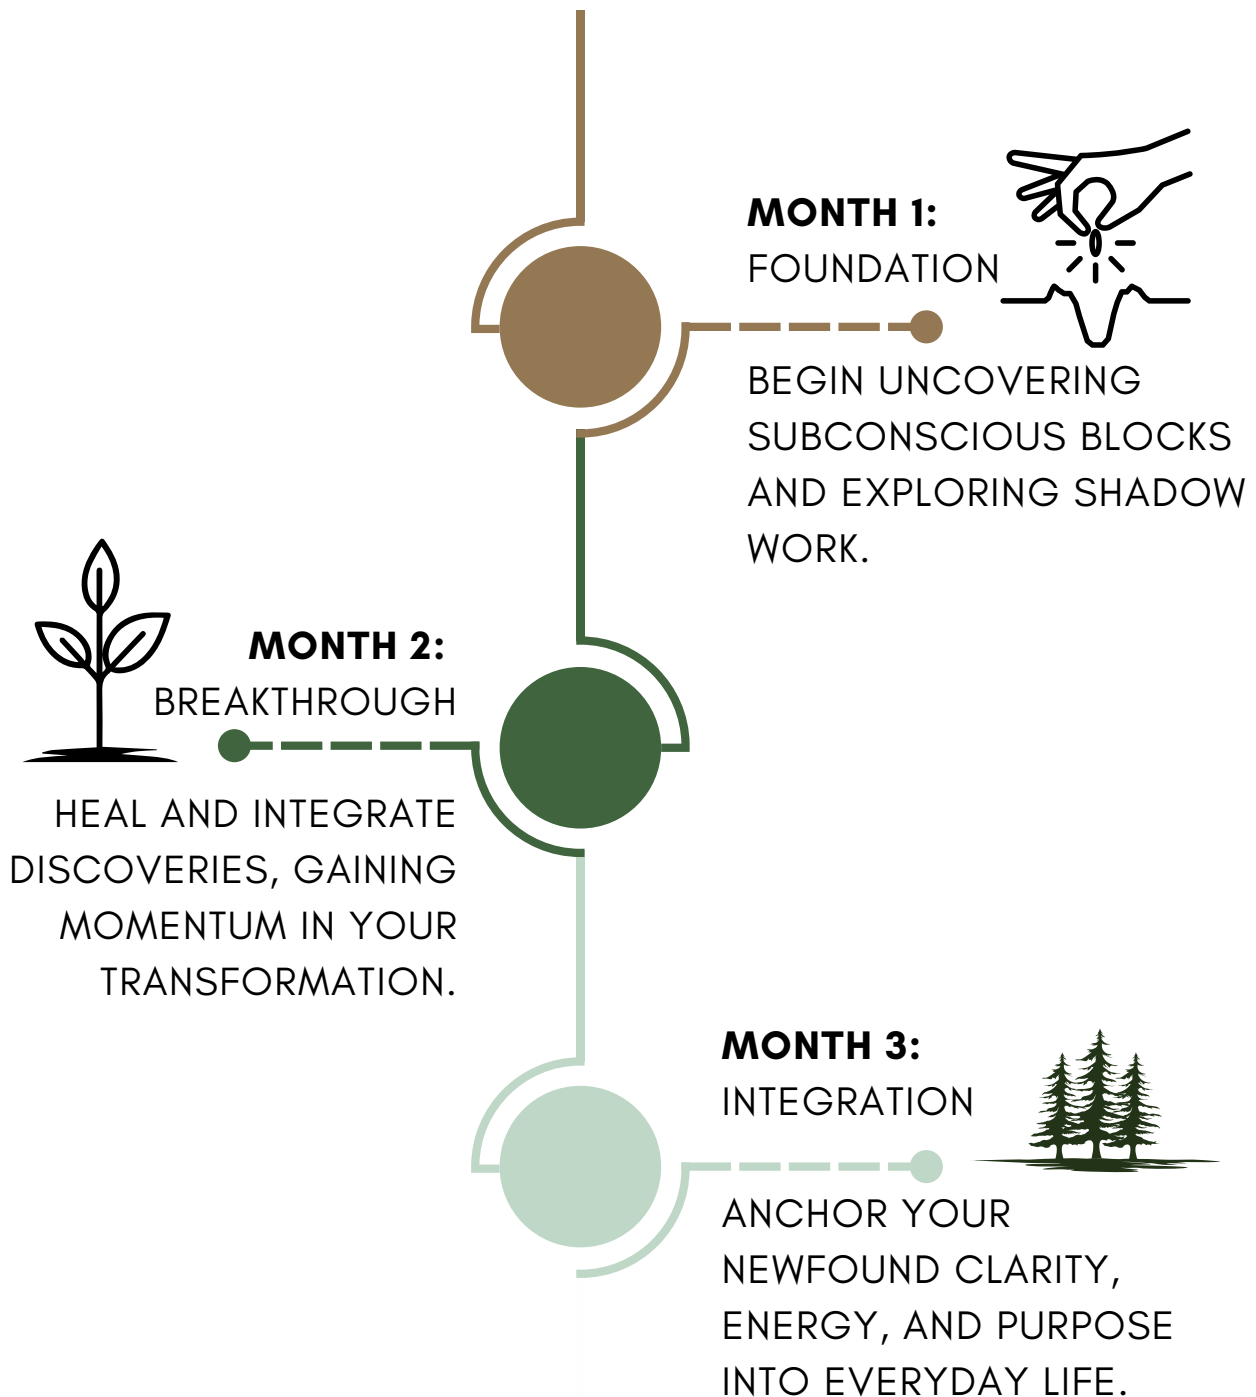 MONTH 1:
FOUNDATION
BEGIN UNCOVERING
SUBCONSCIOUS BLOCKS
AND EXPLORING SHADOW
WORK.
MONTH 2:
BREAKTHROUGH
HEAL AND INTEGRATE
DISCOVERIES, GAINING
MOMENTUM IN YOUR
TRANSFORMATION.
MONTH 3:
INTEGRATION
ANCHOR YOUR
NEWFOUND CLARITY,
ENERGY, AND PURPOSE
INTO EVERYDAY LIFE.